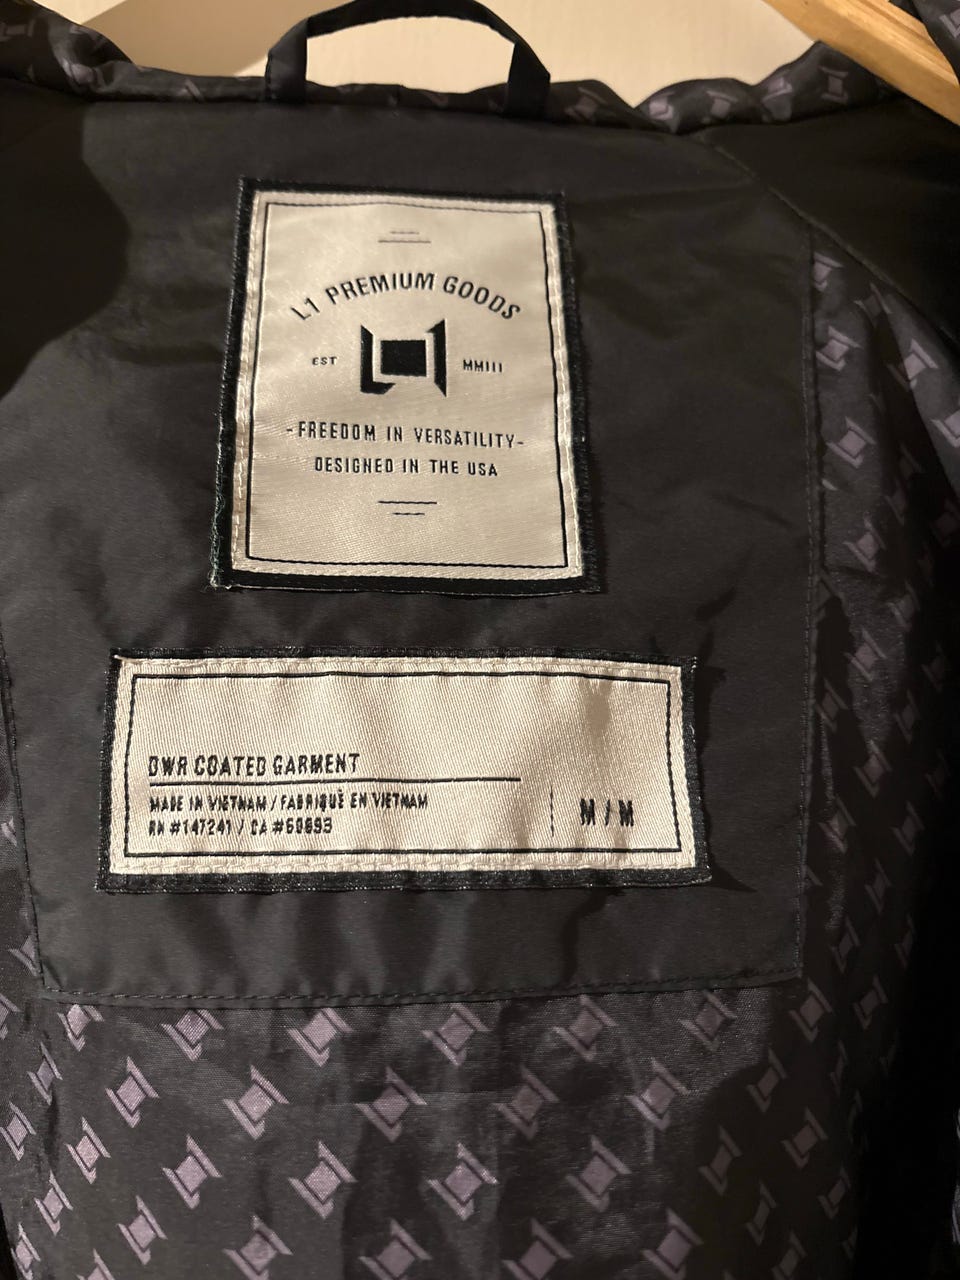 L1 PREMIUM GOODS
EST MMIII
-FREEDOM IN VERSATILITY-
DESIGNED IN THE USA
DWR COATED GARMENT
MADE IN VIETNAM / FABRIQUÉ EN VIETNAM
RN #147241 / CA #60693
M / M